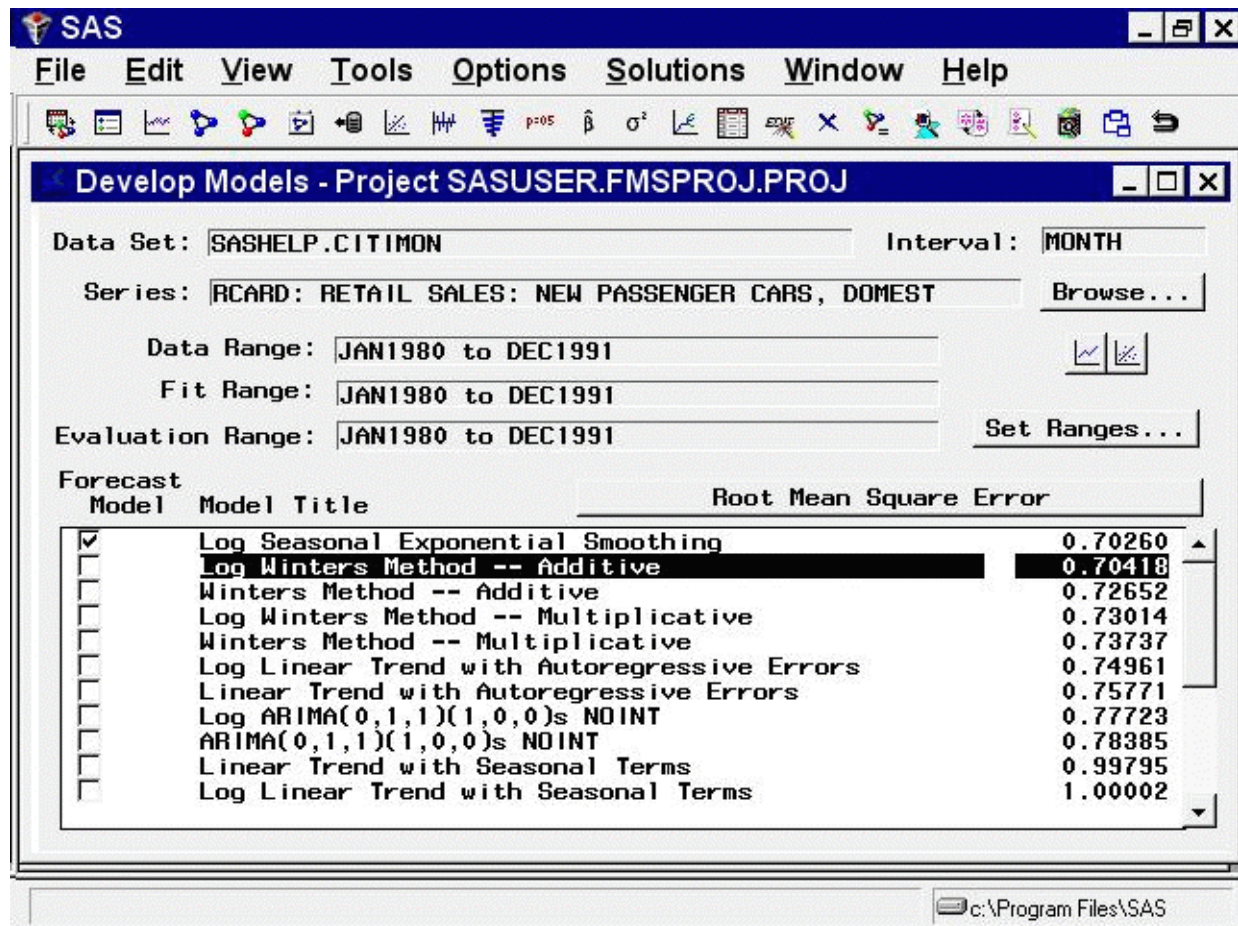 SAS
File Edit View Tools Options Solutions Window Help
p=05 β̂ σ²
Develop Models - Project SASUSER.FMSPROJ.PROJ
Data Set: SASHELP.CITIMON Interval: MONTH
Series: RCARD: RETAIL SALES: NEW PASSENGER CARS, DOMEST Browse...
Data Range: JAN1980 to DEC1991
Fit Range: JAN1980 to DEC1991
Evaluation Range: JAN1980 to DEC1991 Set Ranges...
Forecast
Model Model Title Root Mean Square Error
Log Seasonal Exponential Smoothing 0.70260
Log Winters Method -- Additive 0.70418
Winters Method -- Additive 0.72652
Log Winters Method -- Multiplicative 0.73014
Winters Method -- Multiplicative 0.73737
Log Linear Trend with Autoregressive Errors 0.74961
Linear Trend with Autoregressive Errors 0.75771
Log ARIMA(0,1,1)(1,0,0)s NOINT 0.77723
ARIMA(0,1,1)(1,0,0)s NOINT 0.78385
Linear Trend with Seasonal Terms 0.99795
Log Linear Trend with Seasonal Terms 1.00002
c:\Program Files\SAS